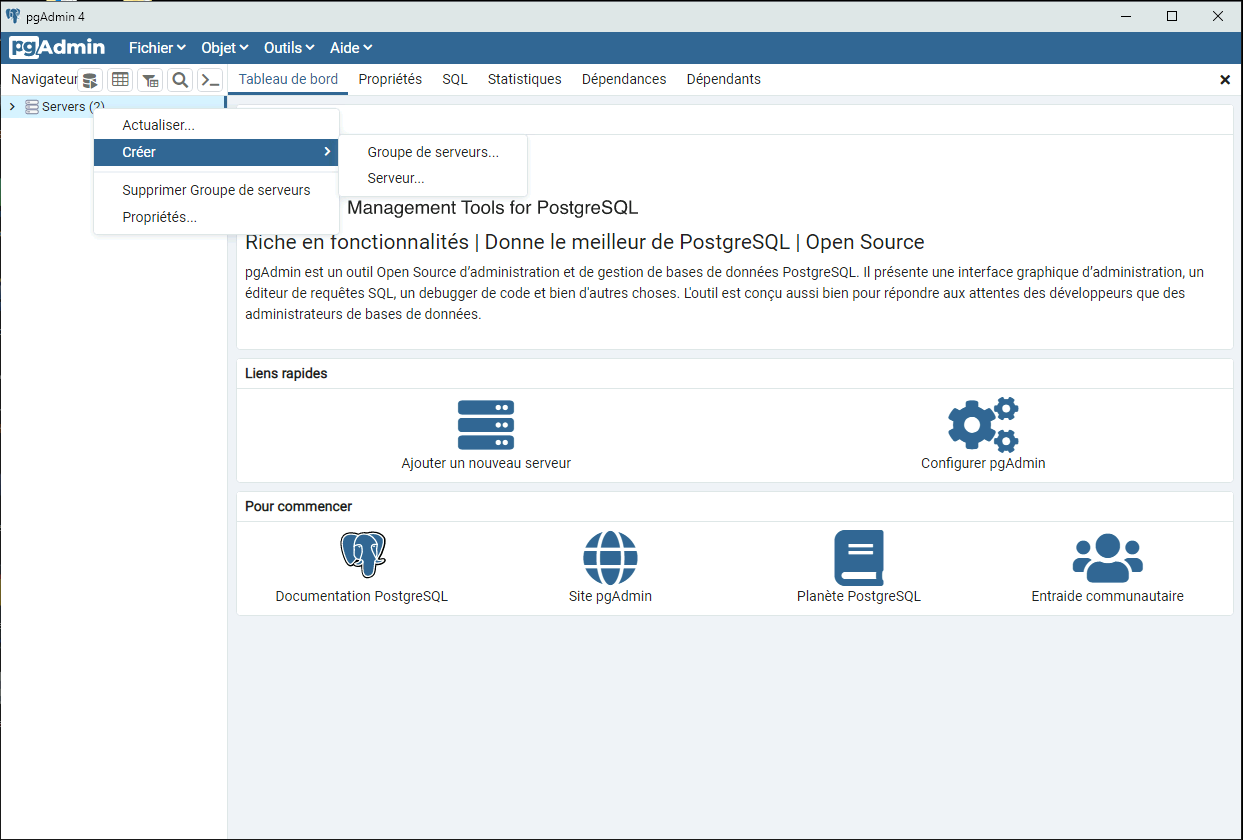 pgAdmin 4
pgAdmin Fichier Objet Outils Aide
Navigateur Tableau de bord Propriétés SQL Statistiques Dépendances Dépendants
Servers (2)
Actualiser...
Créer
Supprimer Groupe de serveurs
Propriétés...
Groupe de serveurs...
Serveur...
Management Tools for PostgreSQL
Riche en fonctionnalités | Donne le meilleur de PostgreSQL | Open Source
pgAdmin est un outil Open Source d'administration et de gestion de bases de données PostgreSQL. Il présente une interface graphique d'administration, un
éditeur de requêtes SQL, un debugger de code et bien d'autres choses. L'outil est conçu aussi bien pour répondre aux attentes des développeurs que des
administrateurs de bases de données.
Liens rapides
Ajouter un nouveau serveur Configurer pgAdmin
Pour commencer
Documentation PostgreSQL Site pgAdmin Planète PostgreSQL Entraide communautaire